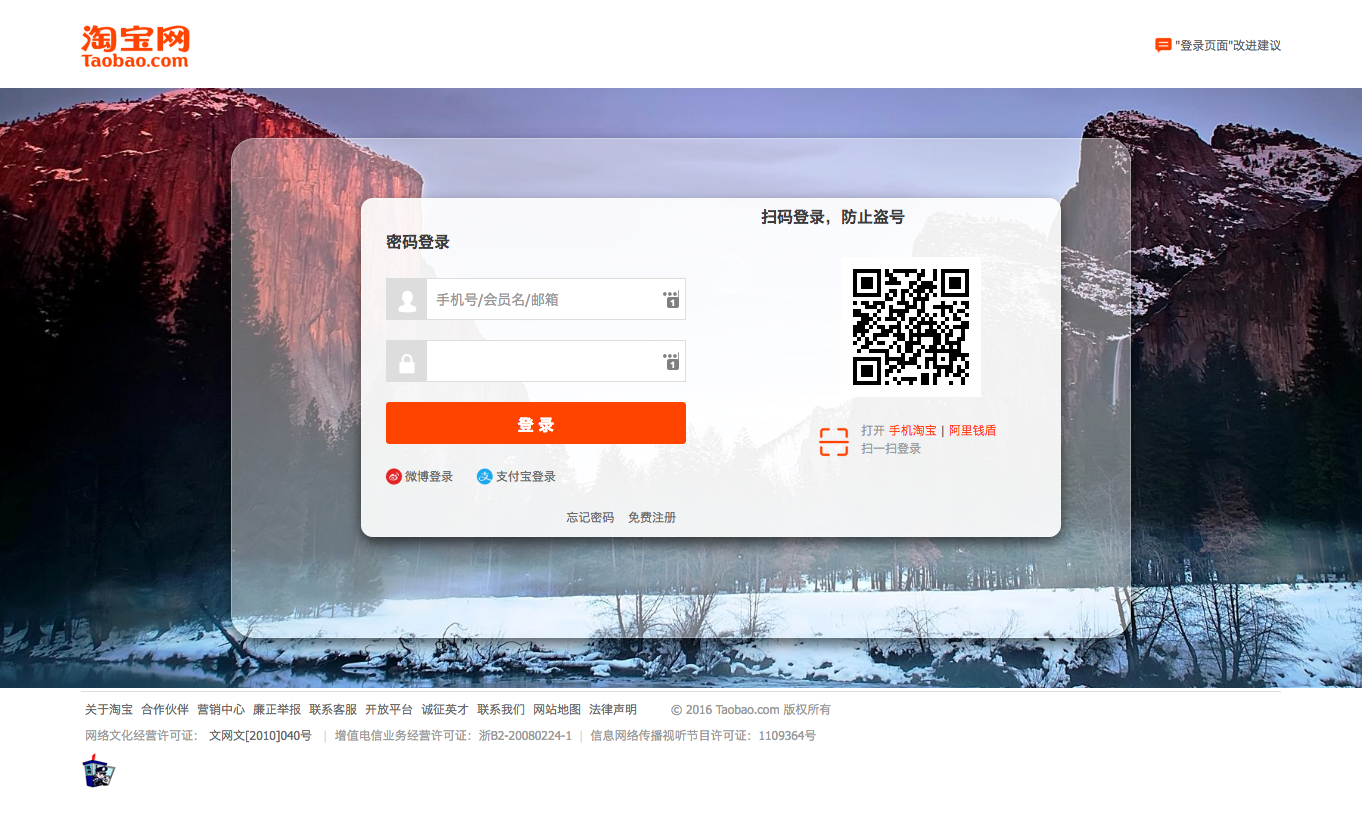 淘宝网
Taobao.com
"登录页面"改进建议
扫码登录，防止盗号
密码登录
手机号/会员名/邮箱
登 录
打开 手机淘宝 | 阿里钱盾
扫一扫登录
微博登录 支付宝登录
忘记密码 免费注册
关于淘宝 合作伙伴 营销中心 廉正举报 联系客服 开放平台 诚征英才 联系我们 网站地图 法律声明 © 2016 Taobao.com 版权所有
网络文化经营许可证： 文网文[2010]040号 | 增值电信业务经营许可证：浙B2-20080224-1 | 信息网络传播视听节目许可证：1109364号